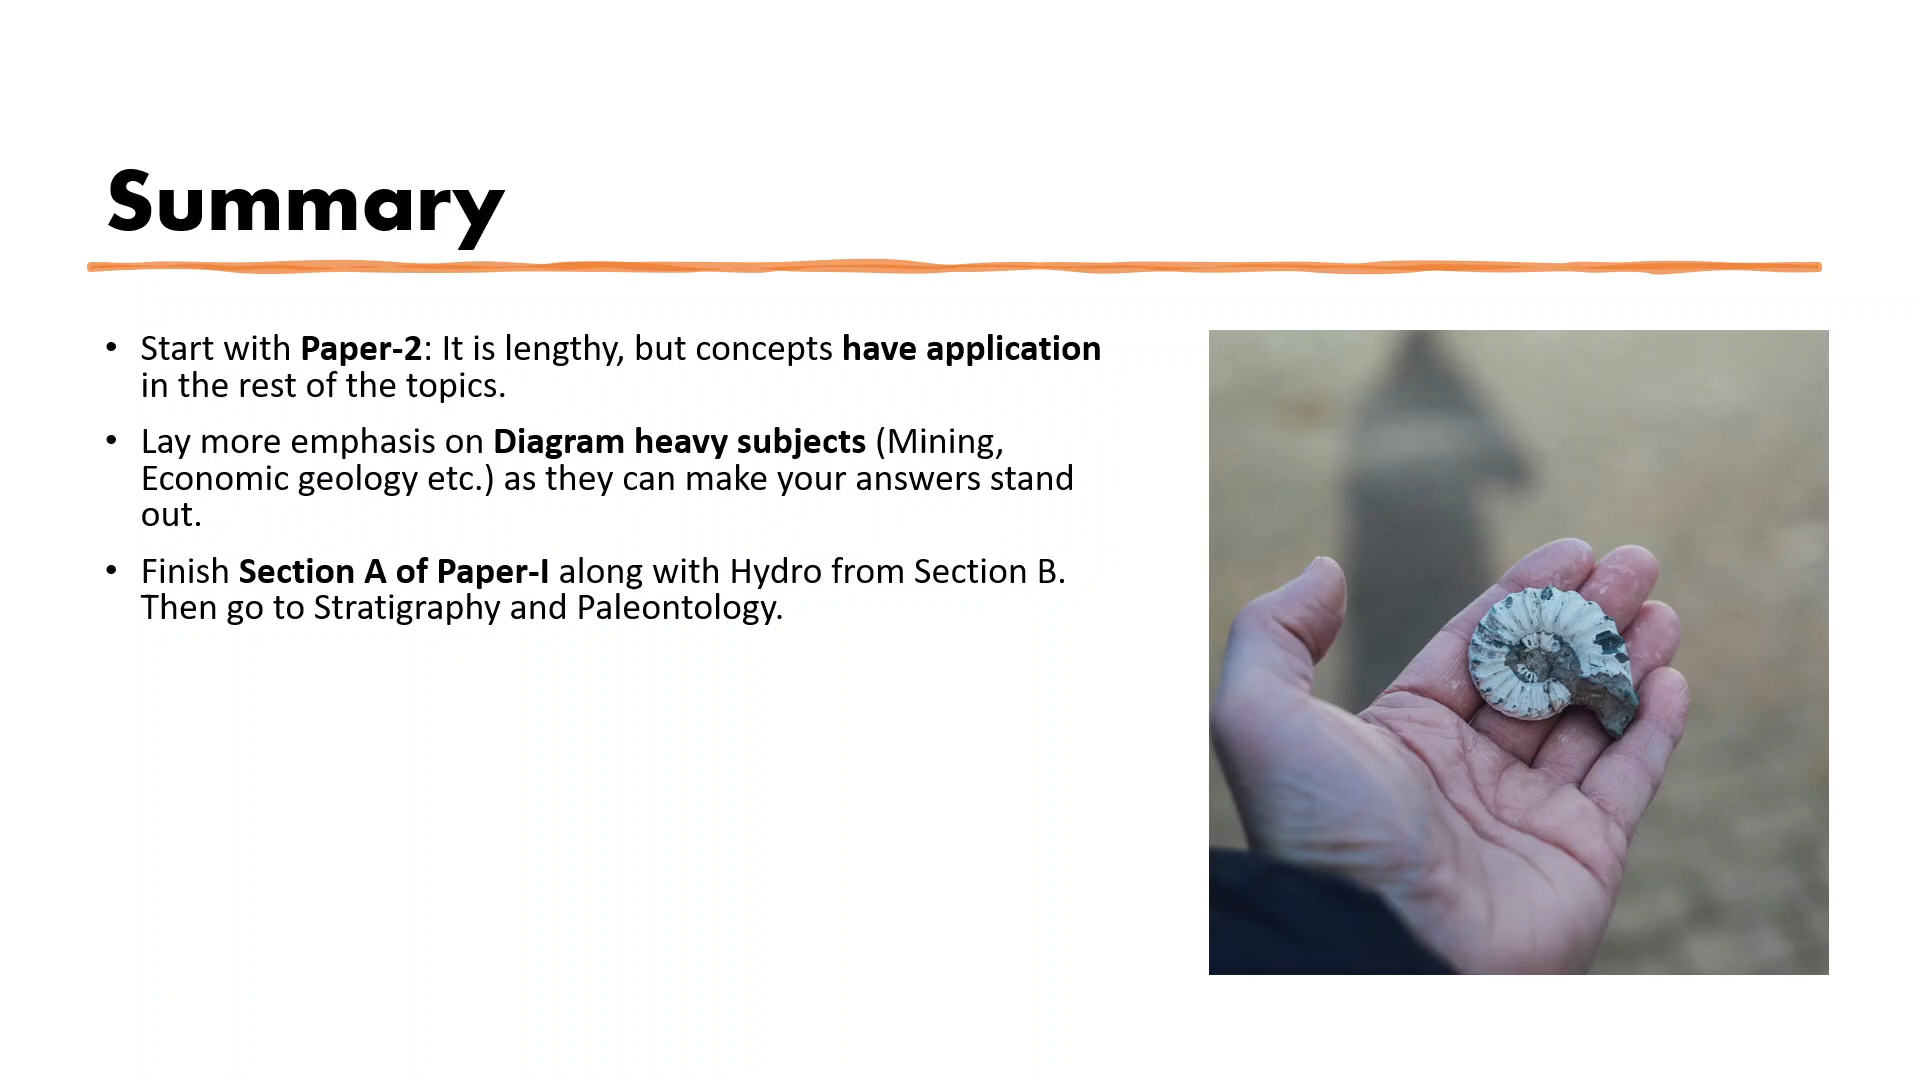 Summary
• Start with Paper-2: It is lengthy, but concepts have application
in the rest of the topics.
• Lay more emphasis on Diagram heavy subjects (Mining,
Economic geology etc.) as they can make your answers stand
out.
• Finish Section A of Paper-I along with Hydro from Section B.
Then go to Stratigraphy and Paleontology.